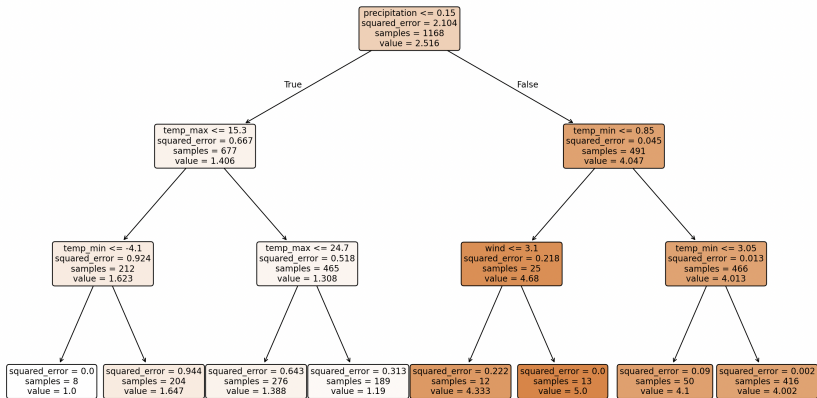 precipitation <= 0.15
squared_error = 2.104
samples = 1168
value = 2.516
True
False
temp_max <= 15.3
squared_error = 0.667
samples = 677
value = 1.406
temp_min <= 0.85
squared_error = 0.045
samples = 491
value = 4.047
temp_min <= -4.1
squared_error = 0.924
samples = 212
value = 1.623
temp_max <= 24.7
squared_error = 0.518
samples = 465
value = 1.308
wind <= 3.1
squared_error = 0.218
samples = 25
value = 4.68
temp_min <= 3.05
squared_error = 0.013
samples = 466
value = 4.013
squared_error = 0.0
samples = 8
value = 1.0
squared_error = 0.944
samples = 204
value = 1.647
squared_error = 0.643
samples = 276
value = 1.388
squared_error = 0.313
samples = 189
value = 1.19
squared_error = 0.222
samples = 12
value = 4.333
squared_error = 0.0
samples = 13
value = 5.0
squared_error = 0.09
samples = 50
value = 4.1
squared_error = 0.002
samples = 416
value = 4.002